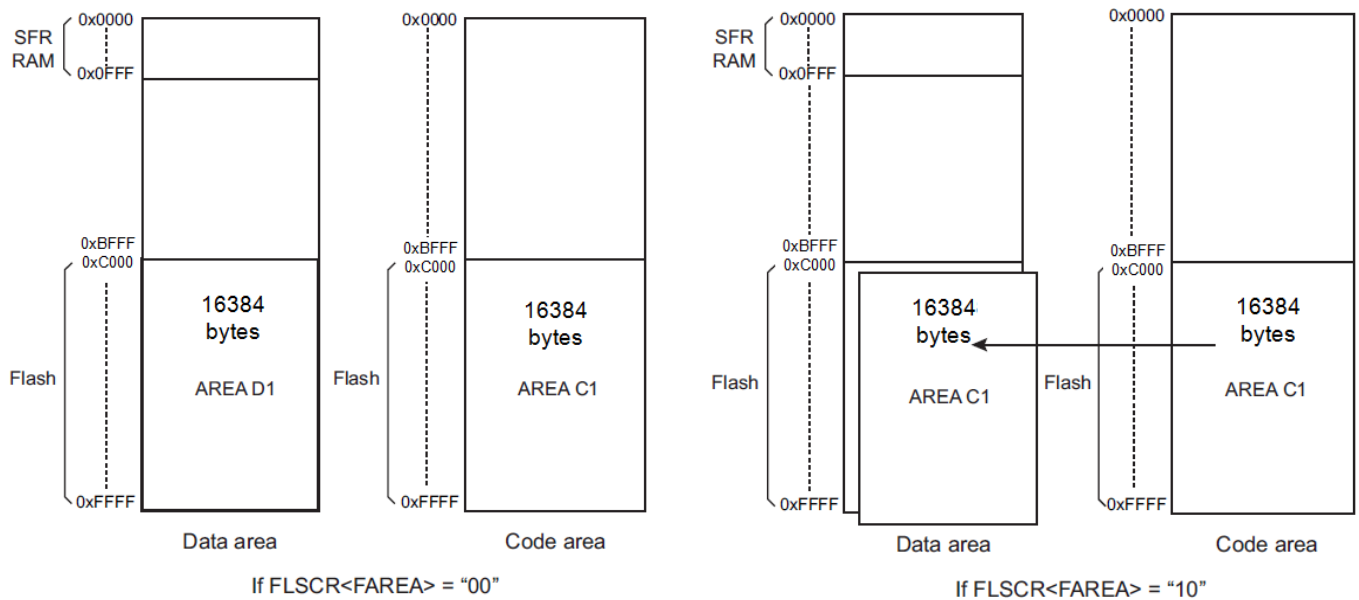 0x0000
SFR
RAM
0x0FFF
0xBFFF
0xC000
16384
bytes
Flash
AREA D1
0xFFFF
Data area
0x0000
0xBFFF
0xC000
16384
bytes
Flash
AREA C1
0xFFFF
Code area
If FLSCR<FAREA> = “00”
0x0000
SFR
RAM
0x0FFF
0xBFFF
0xC000
16384
bytes
Flash
AREA C1
0xFFFF
Data area
0x0000
0xBFFF
0xC000
16384
bytes
Flash
AREA C1
0xFFFF
Code area
If FLSCR<FAREA> = “10”